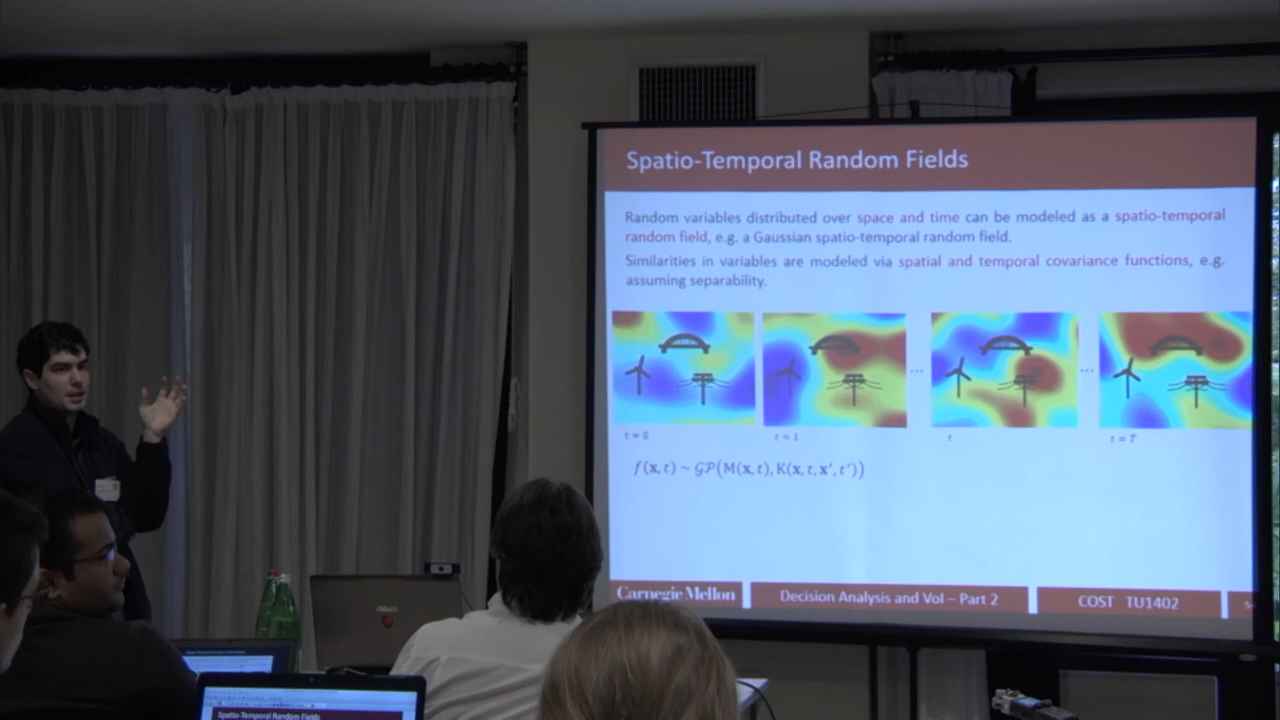 Spatio-Temporal Random Fields
Random variables distributed over space and time can be modeled as a spatio-temporal
random field, e.g. a Gaussian spatio-temporal random field.
Similarities in variables are modeled via spatial and temporal covariance functions, e.g.
assuming separability.
... ...
t = 0 t = 1 t t = T
f(x, t) ~ 𝒢𝒫(M(x, t), K(x, t, x′, t′))
Carnegie Mellon Decision Analysis and VoI – Part 2 COST TU1402
ASUS
Spatio-Temporal Random Fields